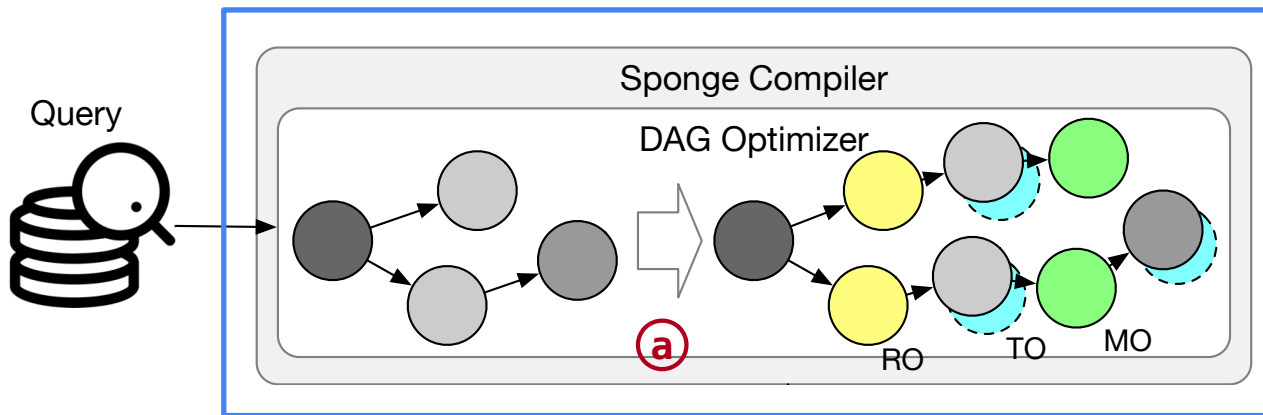 Sponge Compiler
Query
DAG Optimizer
a
RO
TO
MO